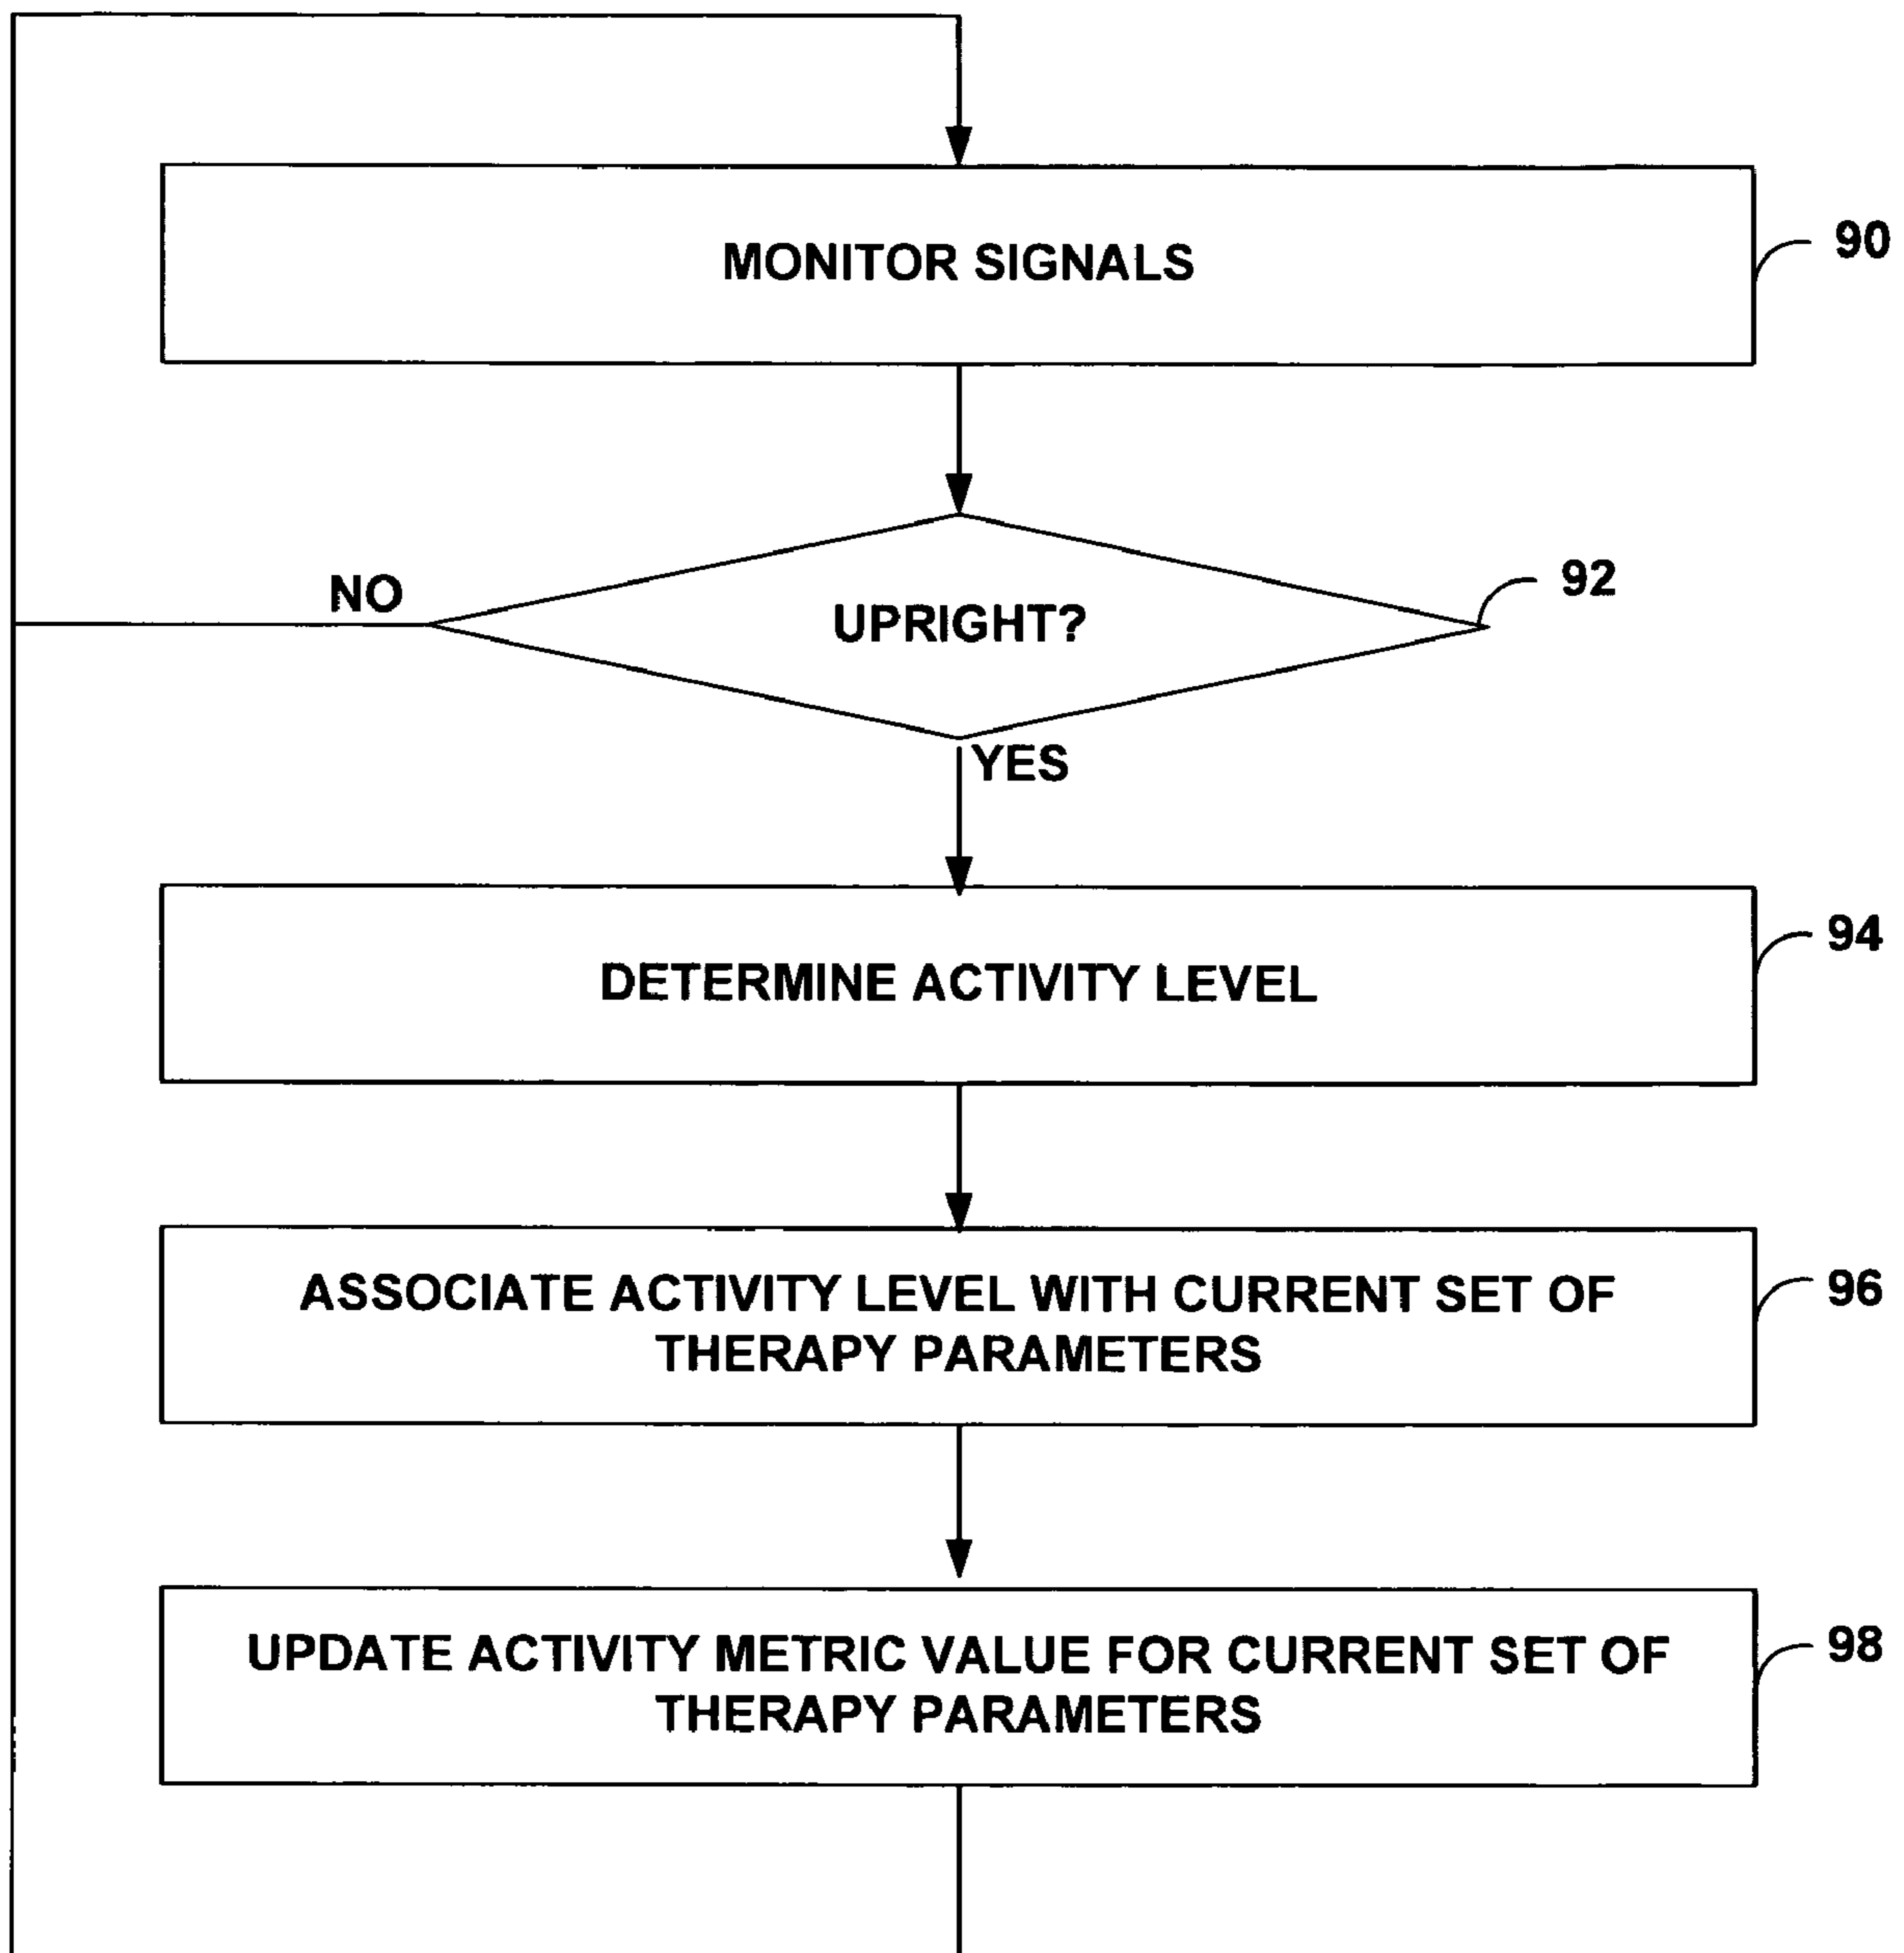 MONITOR SIGNALS
90
NO
UPRIGHT?
92
YES
DETERMINE ACTIVITY LEVEL
94
ASSOCIATE ACTIVITY LEVEL WITH CURRENT SET OF
THERAPY PARAMETERS
96
UPDATE ACTIVITY METRIC VALUE FOR CURRENT SET OF
THERAPY PARAMETERS
98